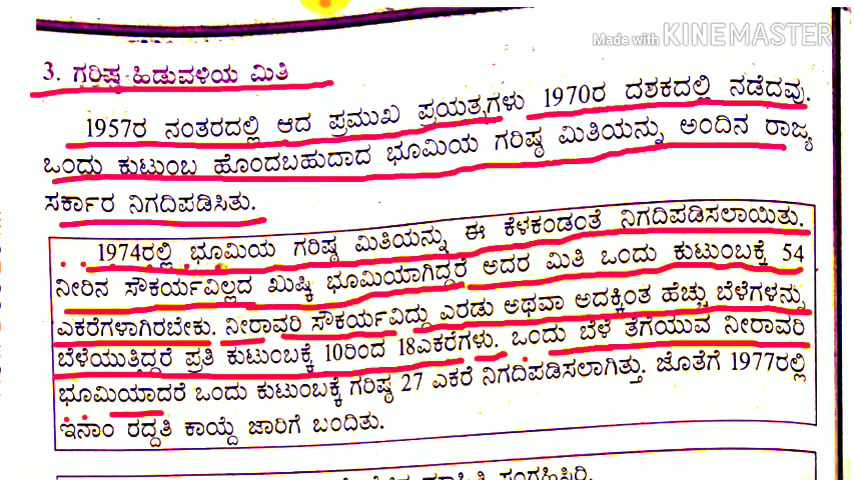 Made with KINEMASTER
3. ಗರಿಷ್ಠ ಹಿಡುವಳಿಯ ಮಿತಿ
1957ರ ನಂತರದಲ್ಲಿ ಆದ ಪ್ರಮುಖ ಪ್ರಯತ್ನಗಳು 1970ರ ದಶಕದಲ್ಲಿ ನಡೆದವು.
ಒಂದು ಕುಟುಂಬ ಹೊಂದಬಹುದಾದ ಭೂಮಿಯ ಗರಿಷ್ಠ ಮಿತಿಯನ್ನು ಅಂದಿನ ರಾಜ್ಯ
ಸರ್ಕಾರ ನಿಗದಿಪಡಿಸಿತು.
1974ರಲ್ಲಿ ಭೂಮಿಯ ಗರಿಷ್ಠ ಮಿತಿಯನ್ನು ಈ ಕೆಳಕಂಡಂತೆ ನಿಗದಿಪಡಿಸಲಾಯಿತು.
ನೀರಿನ ಸೌಕರ್ಯವಿಲ್ಲದ ಖುಷ್ಕಿ ಭೂಮಿಯಾಗಿದ್ದರೆ ಅದರ ಮಿತಿ ಒಂದು ಕುಟುಂಬಕ್ಕೆ 54
ಎಕರೆಗಳಾಗಿರಬೇಕು. ನೀರಾವರಿ ಸೌಕರ್ಯವಿದ್ದು ಎರಡು ಅಥವಾ ಅದಕ್ಕಿಂತ ಹೆಚ್ಚು ಬೆಳೆಗಳನ್ನು
ಬೆಳೆಯುತ್ತಿದ್ದರೆ ಪ್ರತಿ ಕುಟುಂಬಕ್ಕೆ 10ರಿಂದ 18ಎಕರೆಗಳು. ಒಂದು ಬೆಳೆ ತೆಗೆಯುವ ನೀರಾವರಿ
ಭೂಮಿಯಾದರೆ ಒಂದು ಕುಟುಂಬಕ್ಕೆ ಗರಿಷ್ಠ 27 ಎಕರೆ ನಿಗದಿಪಡಿಸಲಾಗಿತ್ತು. ಜೊತೆಗೆ 1977ರಲ್ಲಿ
ಇನಾಂ ರದ್ದತಿ ಕಾಯ್ದೆ ಜಾರಿಗೆ ಬಂದಿತು.
ಮಾಹಿತಿ ಸಂಗ್ರಹಿಸಿರಿ.